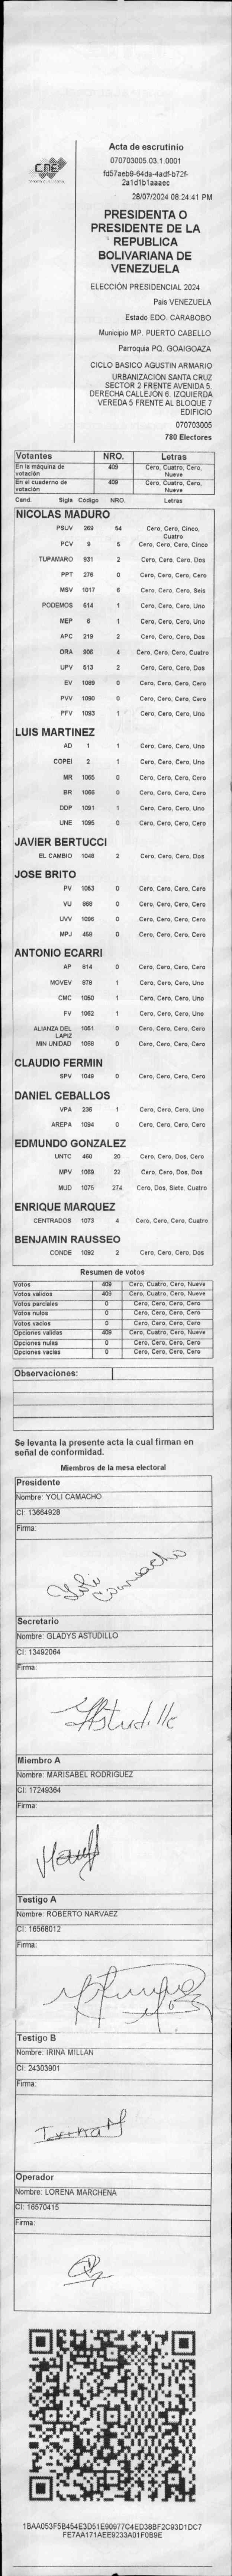 CNE
Acta de escrutinio
070703005.03.1.0001
fd57aeb9-64da-4adf-b72f-
2a1d1b1aaaec
28/07/2024 08:24:41 PM
PRESIDENTA O
PRESIDENTE DE LA
REPUBLICA
BOLIVARIANA DE
VENEZUELA
ELECCIÓN PRESIDENCIAL 2024
Pais VENEZUELA
Estado EDO. CARABOBO
Municipio MP. PUERTO CABELLO
Parroquia PQ. GOAIGOAZA
CICLO BASICO AGUSTIN ARMARIO
URBANIZACION SANTA CRUZ
SECTOR 2 FRENTE AVENIDA 5.
DERECHA CALLEJÓN 6. IZQUIERDA
VEREDA 5 FRENTE AL BLOQUE 7
EDIFICIO
070703005
780 Electores
Votantes NRO. Letras
En la máquina de votación 409 Cero, Cuatro, Cero, Nueve
En el cuaderno de votación 409 Cero, Cuatro, Cero, Nueve
Cand. Sigla Código NRO. Letras
NICOLAS MADURO
PSUV 269 54 Cero, Cero, Cinco, Cuatro
PCV 9 5 Cero, Cero, Cero, Cinco
TUPAMARO 931 2 Cero, Cero, Cero, Dos
PPT 276 0 Cero, Cero, Cero, Cero
MSV 1017 6 Cero, Cero, Cero, Seis
PODEMOS 514 1 Cero, Cero, Cero, Uno
MEP 6 1 Cero, Cero, Cero, Uno
APC 219 2 Cero, Cero, Cero, Dos
ORA 906 4 Cero, Cero, Cero, Cuatro
UPV 513 2 Cero, Cero, Cero, Dos
EV 1089 0 Cero, Cero, Cero, Cero
PVV 1090 0 Cero, Cero, Cero, Cero
PFV 1093 1 Cero, Cero, Cero, Uno
LUIS MARTINEZ
AD 1 1 Cero, Cero, Cero, Uno
COPEI 2 1 Cero, Cero, Cero, Uno
MR 1065 0 Cero, Cero, Cero, Cero
BR 1066 0 Cero, Cero, Cero, Cero
DDP 1091 1 Cero, Cero, Cero, Uno
UNE 1095 0 Cero, Cero, Cero, Cero
JAVIER BERTUCCI
EL CAMBIO 1048 2 Cero, Cero, Cero, Dos
JOSE BRITO
PV 1053 0 Cero, Cero, Cero, Cero
VU 868 0 Cero, Cero, Cero, Cero
UVV 1096 0 Cero, Cero, Cero, Cero
MPJ 458 0 Cero, Cero, Cero, Cero
ANTONIO ECARRI
AP 614 0 Cero, Cero, Cero, Cero
MOVEV 878 1 Cero, Cero, Cero, Uno
CMC 1050 1 Cero, Cero, Cero, Uno
FV 1062 1 Cero, Cero, Cero, Uno
ALIANZA DEL LAPIZ 1051 0 Cero, Cero, Cero, Cero
MIN UNIDAD 1068 0 Cero, Cero, Cero, Cero
CLAUDIO FERMIN
SPV 1049 0 Cero, Cero, Cero, Cero
DANIEL CEBALLOS
VPA 236 1 Cero, Cero, Cero, Uno
AREPA 1094 0 Cero, Cero, Cero, Cero
EDMUNDO GONZALEZ
UNTC 460 20 Cero, Cero, Dos, Cero
MPV 1069 22 Cero, Cero, Dos, Dos
MUD 1075 274 Cero, Dos, Siete, Cuatro
ENRIQUE MARQUEZ
CENTRADOS 1073 4 Cero, Cero, Cero, Cuatro
BENJAMIN RAUSSEO
CONDE 1092 2 Cero, Cero, Cero, Dos
Resumen de votos
Votos 409 Cero, Cuatro, Cero, Nueve
Votos validos 409 Cero, Cuatro, Cero, Nueve
Votos parciales 0 Cero, Cero, Cero, Cero
Votos nulos 0 Cero, Cero, Cero, Cero
Votos vacios 0 Cero, Cero, Cero, Cero
Opciones validas 409 Cero, Cuatro, Cero, Nueve
Opciones nulas 0 Cero, Cero, Cero, Cero
Opciones vacias 0 Cero, Cero, Cero, Cero
Observaciones:
Se levanta la presente acta la cual firman en
señal de conformidad.
Miembros de la mesa electoral
Presidente
Nombre: YOLI CAMACHO
CI: 13664928
Firma:
Yoli Camacho
Secretario
Nombre: GLADYS ASTUDILLO
CI: 13492064
Firma:
Astudillo
Miembro A
Nombre: MARISABEL RODRIGUEZ
CI: 17249364
Firma:
Testigo A
Nombre: ROBERTO NARVAEZ
CI: 16568012
Firma:
Testigo B
Nombre: IRINA MILLAN
CI: 24303901
Firma:
Irina M
Operador
Nombre: LORENA MARCHENA
CI: 16570415
Firma:
1BAA053F5B454E3D51E90977C4ED38BF2C93D1DC7
FE7AA171AEE9233A01F0B9E